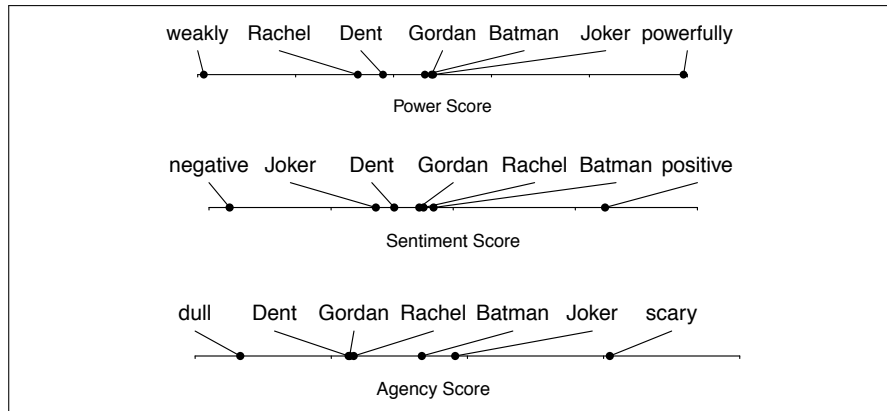 weakly Rachel Dent Gordan Batman Joker powerfully
Power Score
negative Joker Dent Gordan Rachel Batman positive
Sentiment Score
dull Dent Gordan Rachel Batman Joker scary
Agency Score